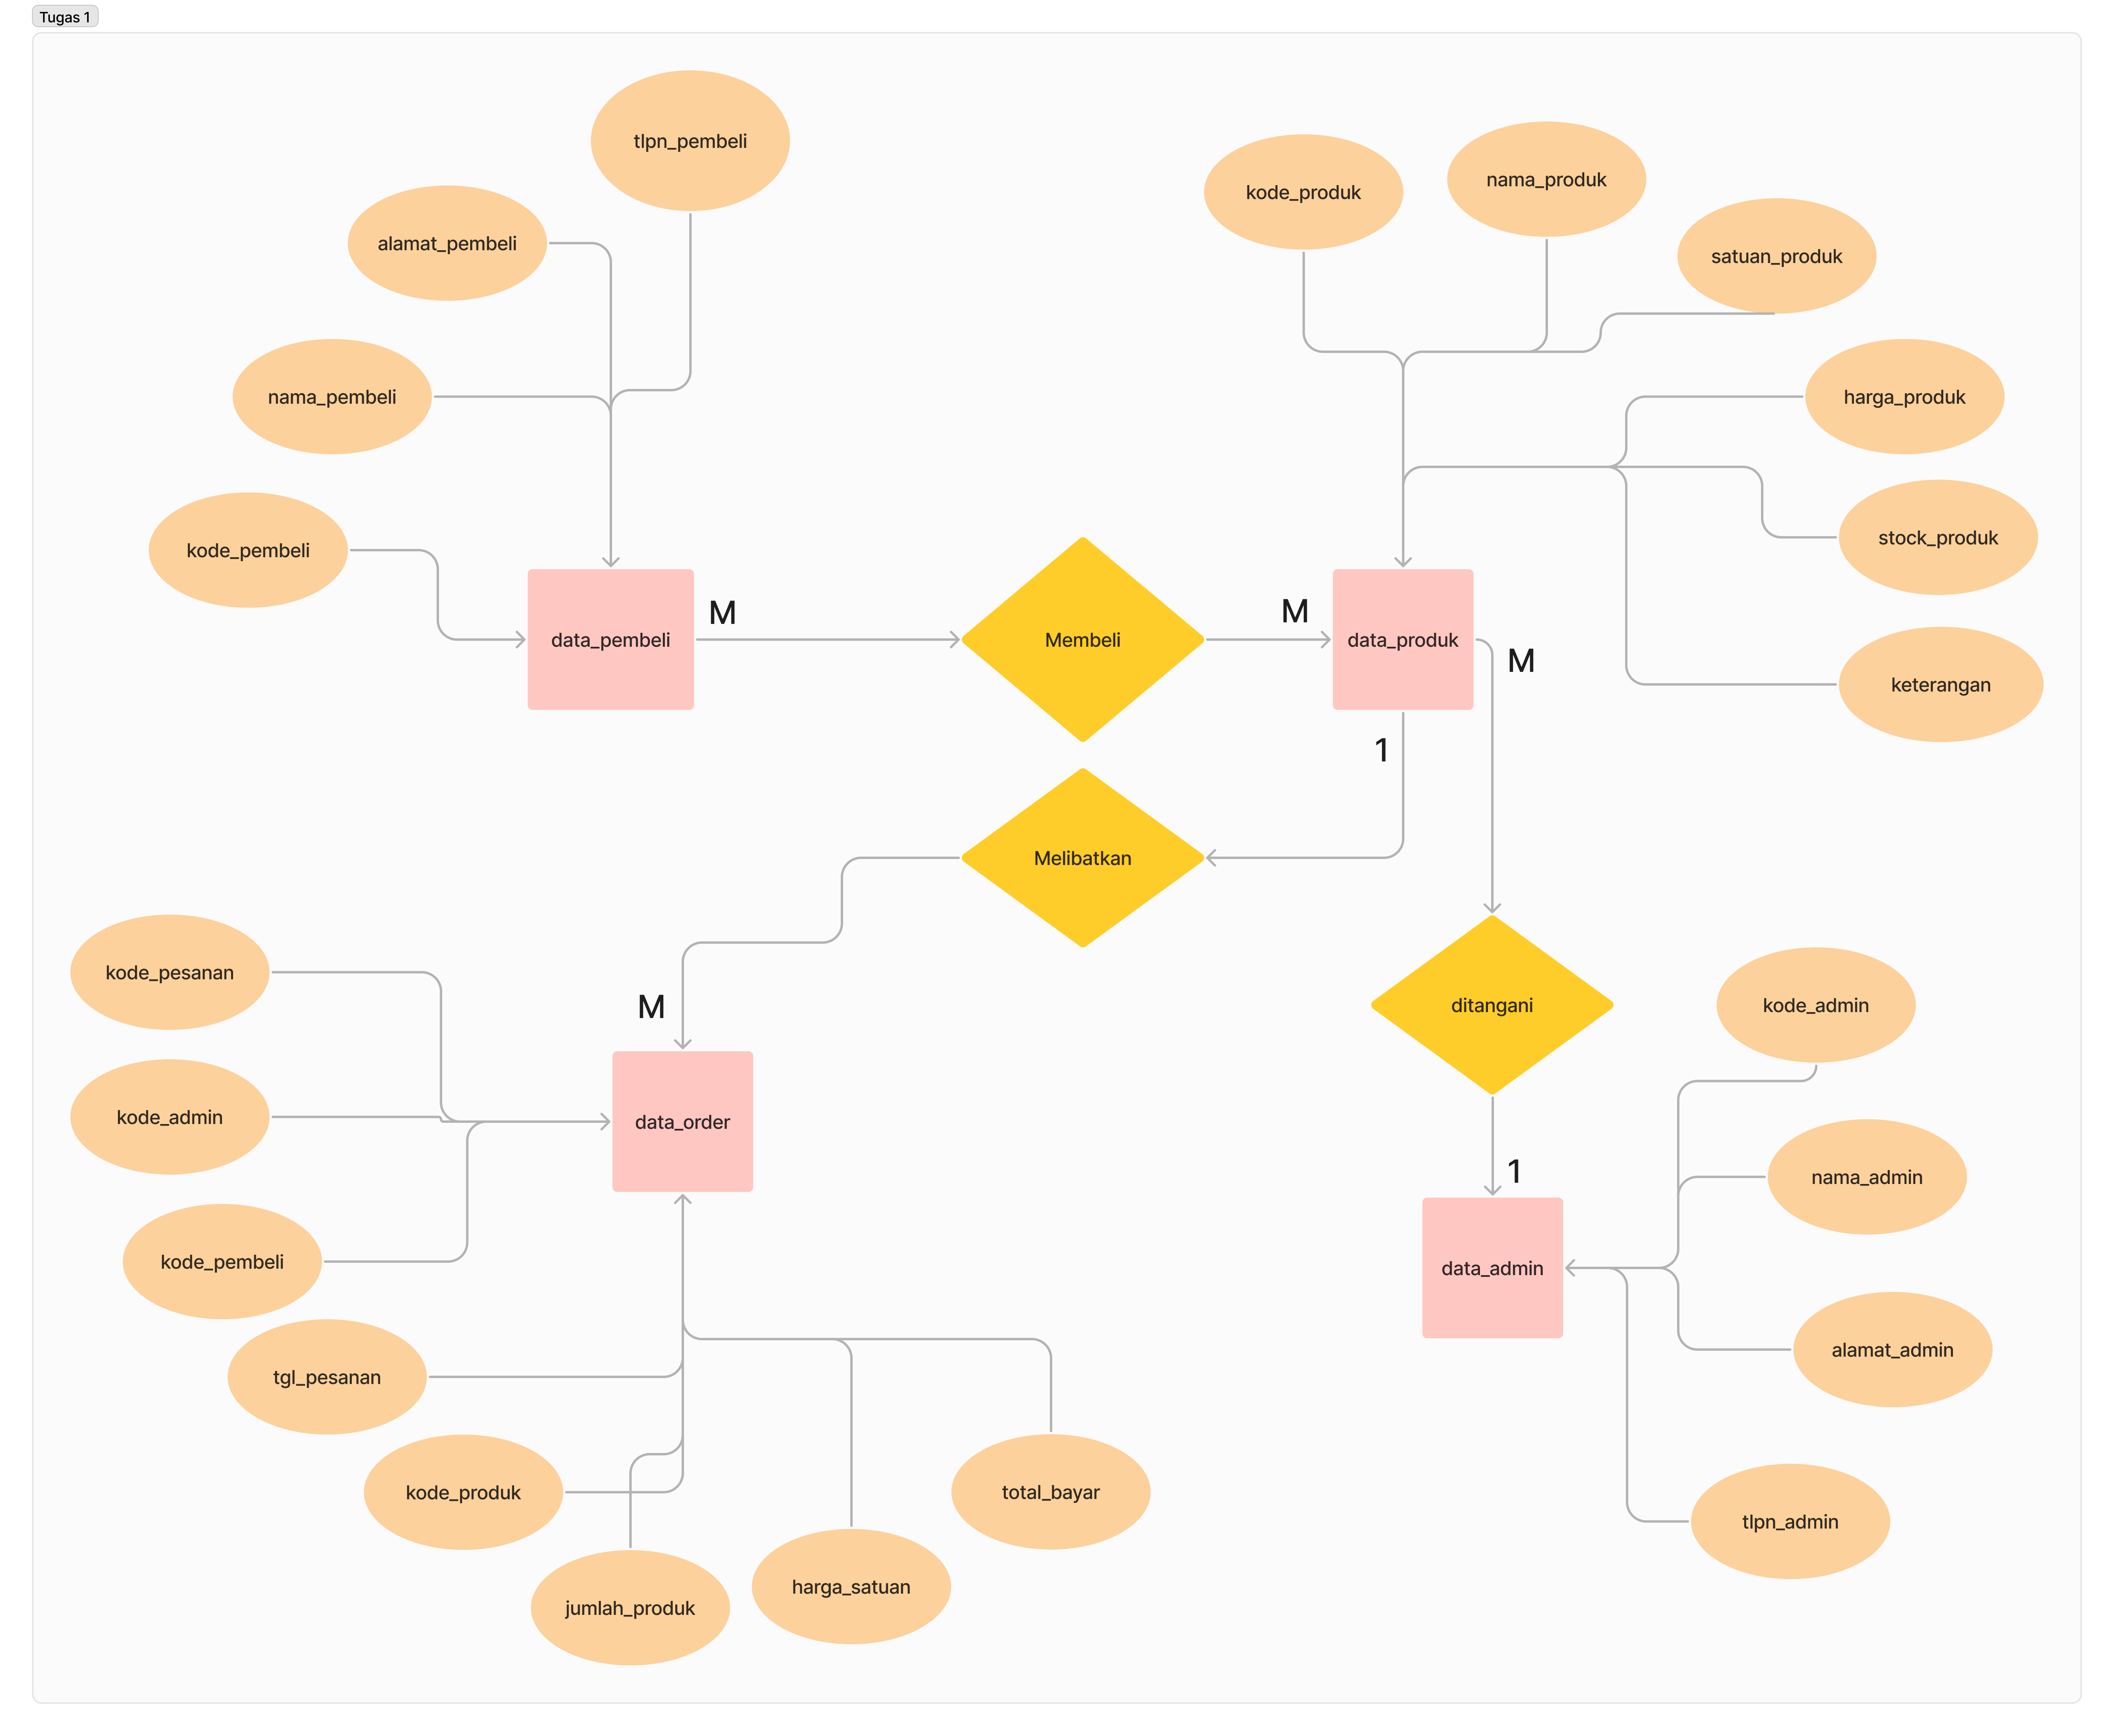 Tugas 1
tlpn_pembeli
kode_produk
nama_produk
alamat_pembeli
satuan_produk
nama_pembeli
harga_produk
kode_pembeli
stock_produk
data_pembeli
M
Membeli
M
data_produk
M
keterangan
1
Melibatkan
kode_pesanan
M
ditangani
kode_admin
kode_admin
data_order
nama_admin
1
kode_pembeli
data_admin
alamat_admin
tgl_pesanan
kode_produk
total_bayar
tlpn_admin
harga_satuan
jumlah_produk